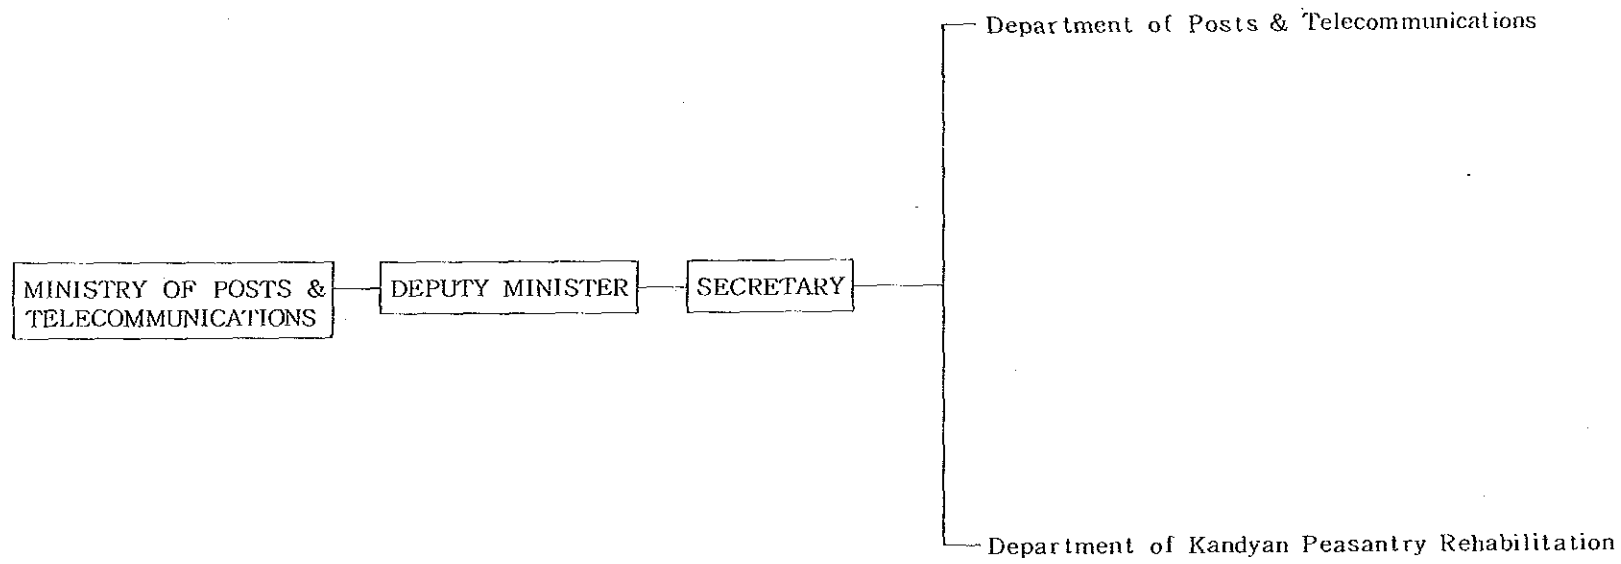 Department of Posts & Telecommunications
MINISTRY OF POSTS &
TELECOMMUNICATIONS
DEPUTY MINISTER
SECRETARY
Department of Kandyan Peasantry Rehabilitation